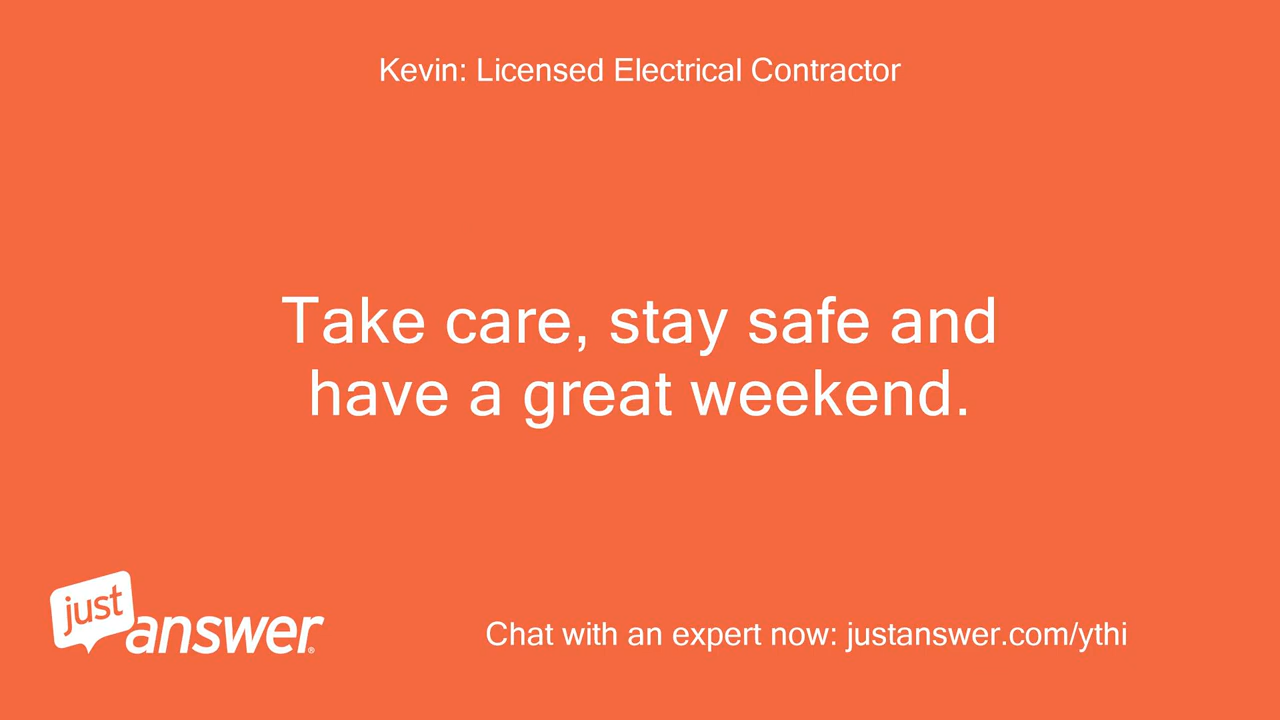 Kevin: Licensed Electrical Contractor
Take care, stay safe and
have a great weekend.
just
answer®
Chat with an expert now: justanswer.com/ythi